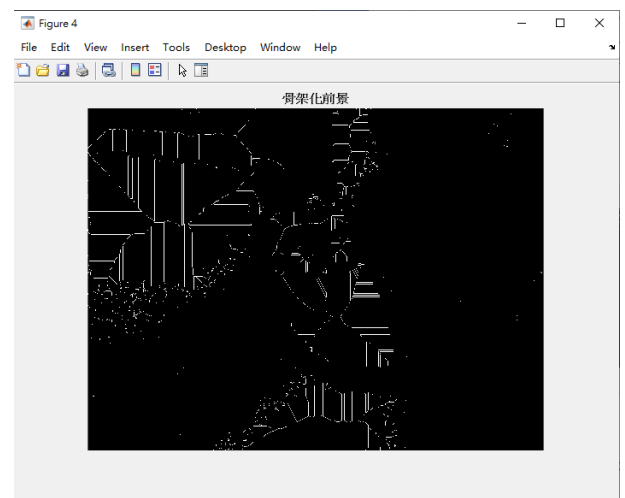 Figure 4
File Edit View Insert Tools Desktop Window Help
骨架化前景